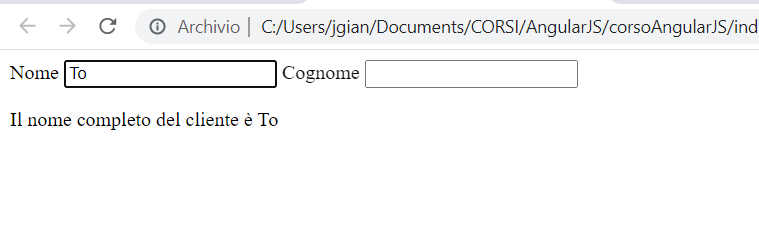 Archivio | C:/Users/jgian/Documents/CORSI/AngularJS/corsoAngularJS/ind
Nome To Cognome
Il nome completo del cliente è To